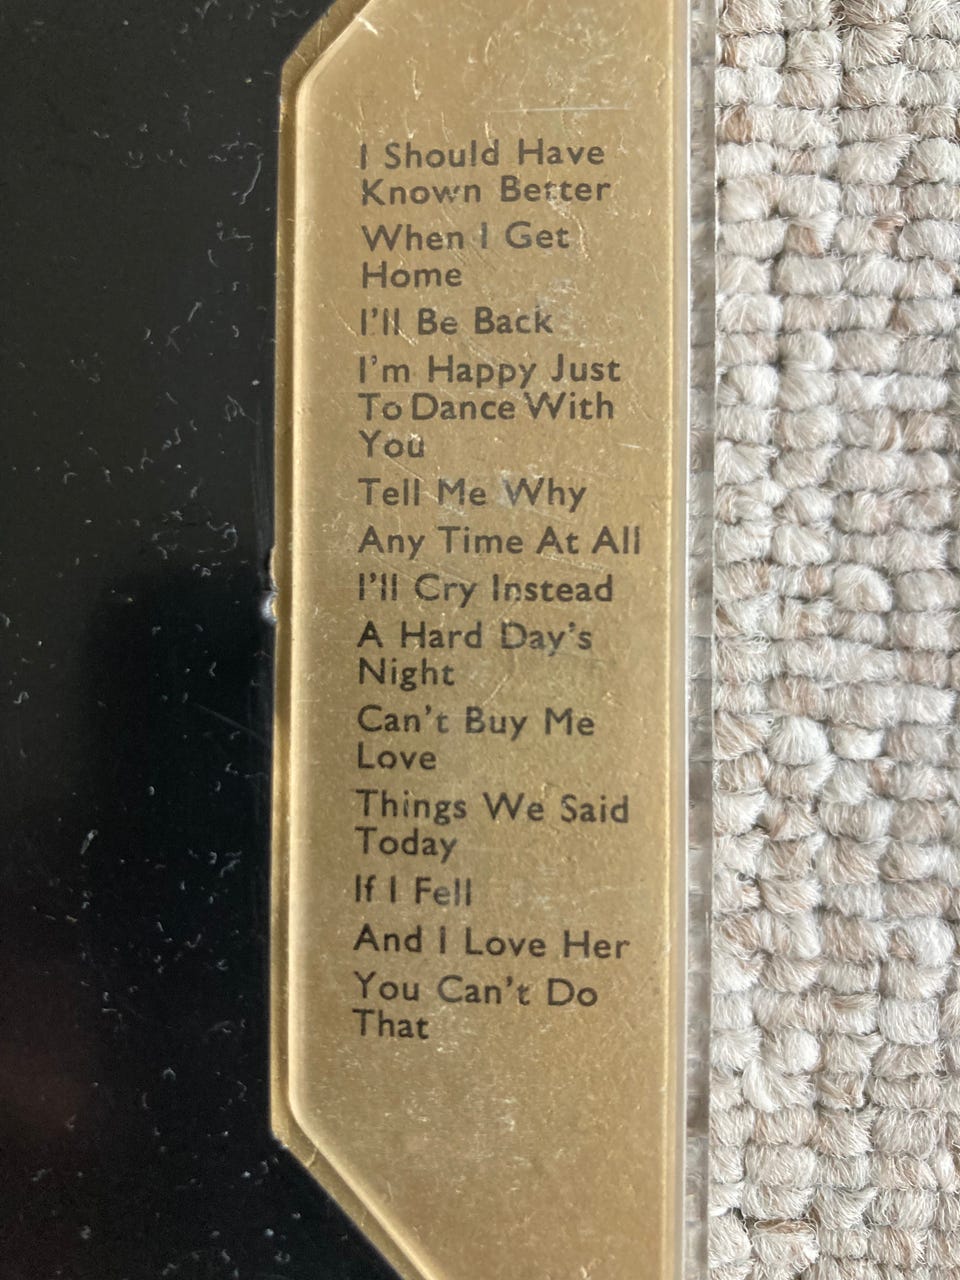 I Should Have
Known Better
When I Get
Home
I'll Be Back
I'm Happy Just
To Dance With
You
Tell Me Why
Any Time At All
I'll Cry Instead
A Hard Day's
Night
Can't Buy Me
Love
Things We Said
Today
If I Fell
And I Love Her
You Can't Do
That